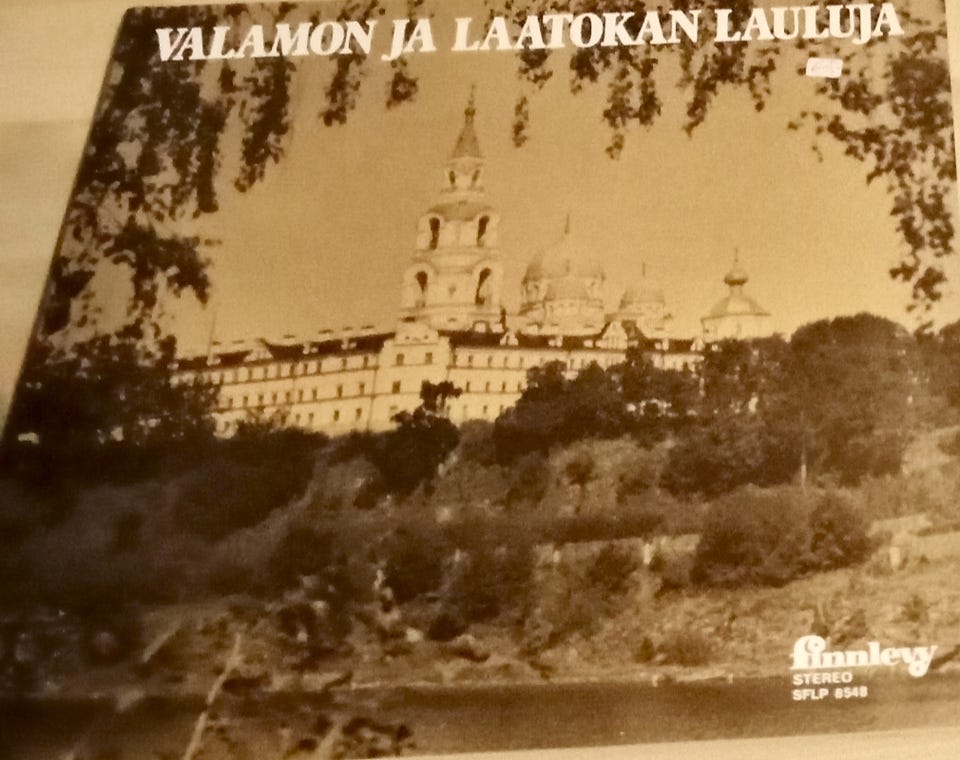 VALAMON JA LAATOKAN LAULUJA
finnlevy
STEREO
SFLP 8548